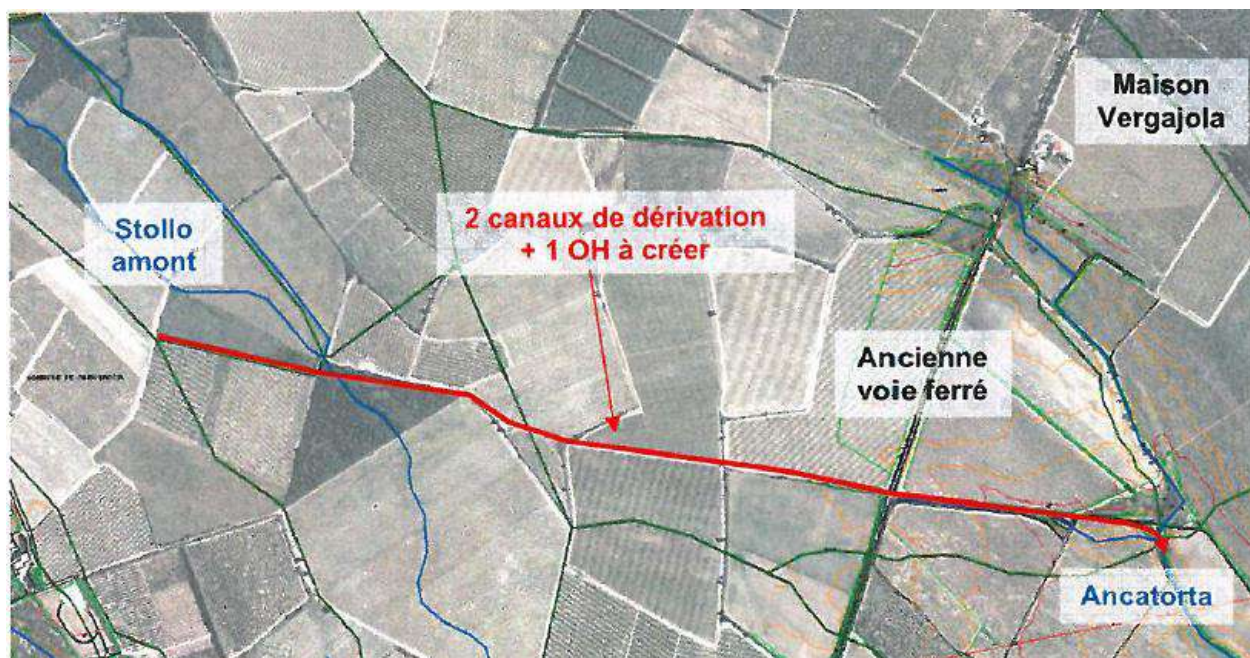 Maison
Vergajola
Stollo
amont
2 canaux de dérivation
+ 1 OH à créer
Ancienne
voie ferré
Ancatorta